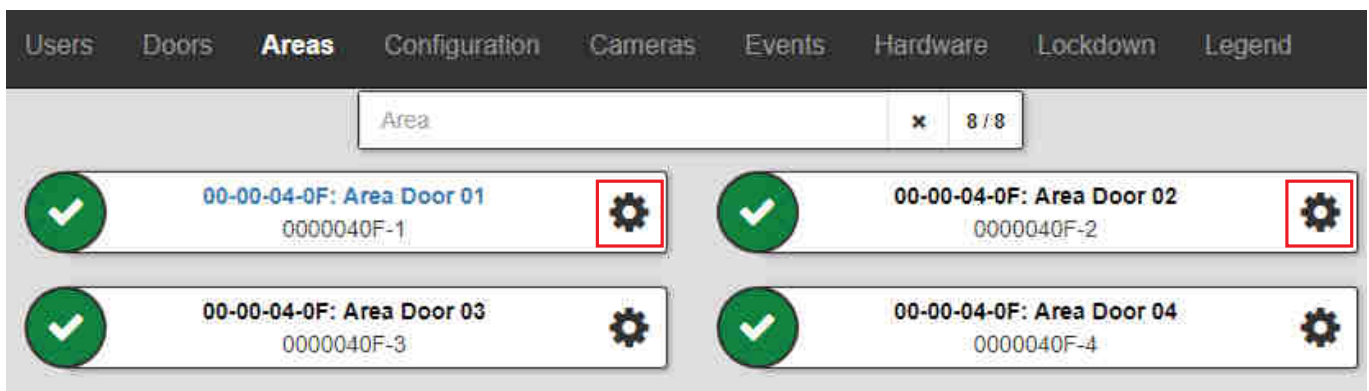 Users Doors Areas Configuration Cameras Events Hardware Lockdown Legend
Area × 8 / 8
00-00-04-0F: Area Door 01
0000040F-1
00-00-04-0F: Area Door 02
0000040F-2
00-00-04-0F: Area Door 03
0000040F-3
00-00-04-0F: Area Door 04
0000040F-4